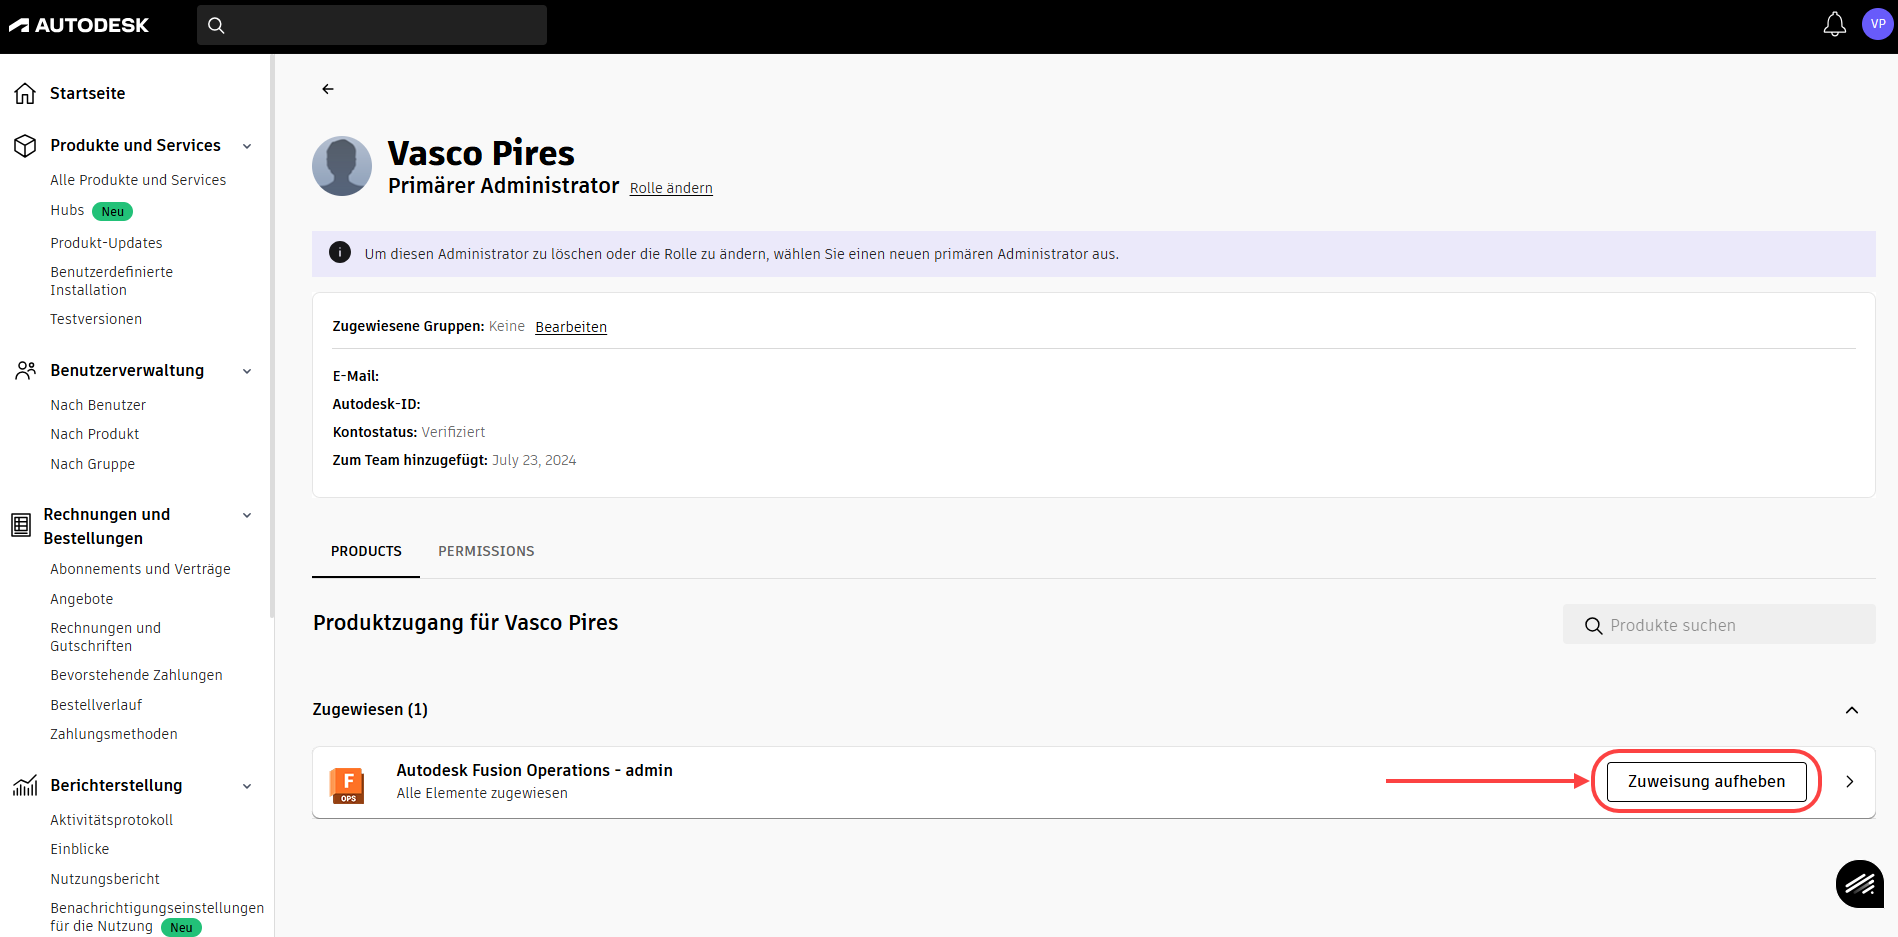 AUTODESK
VP
Startseite
Produkte und Services
Alle Produkte und Services
Hubs Neu
Produkt-Updates
Benutzerdefinierte
Installation
Testversionen
Benutzerverwaltung
Nach Benutzer
Nach Produkt
Nach Gruppe
Rechnungen und
Bestellungen
Abonnements und Verträge
Angebote
Rechnungen und
Gutschriften
Bevorstehende Zahlungen
Bestellverlauf
Zahlungsmethoden
Berichterstellung
Aktivitätsprotokoll
Einblicke
Nutzungsbericht
Benachrichtigungseinstellungen
für die Nutzung Neu
Vasco Pires
Primärer Administrator Rolle ändern
Um diesen Administrator zu löschen oder die Rolle zu ändern, wählen Sie einen neuen primären Administrator aus.
Zugewiesene Gruppen: Keine Bearbeiten
E-Mail:
Autodesk-ID:
Kontostatus: Verifiziert
Zum Team hinzugefügt: July 23, 2024
PRODUCTS PERMISSIONS
Produktzugang für Vasco Pires
Produkte suchen
Zugewiesen (1)
F
OPS
Autodesk Fusion Operations - admin
Alle Elemente zugewiesen
Zuweisung aufheben